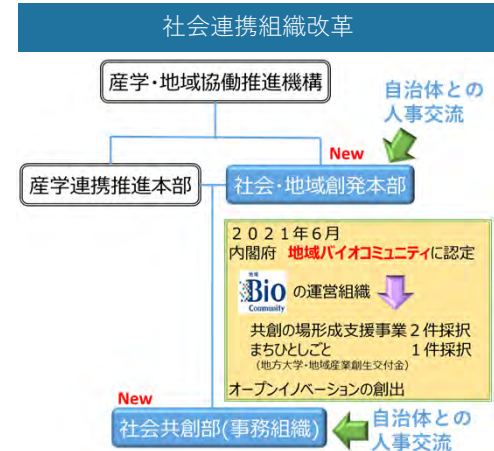 社会連携組織改革
産学・地域協働推進機構
自治体との
人事交流
New
産学連携推進本部
社会・地域創発本部
2021年6月
内閣府 地域バイオコミュニティに認定
地域
Bio
Community
の運営組織
共創の場形成支援事業2件採択
まちひとしごと 1件採択
(地方大学・地域産業創生交付金)
オープンイノベーションの創出
New
社会共創部(事務組織)
自治体との
人事交流